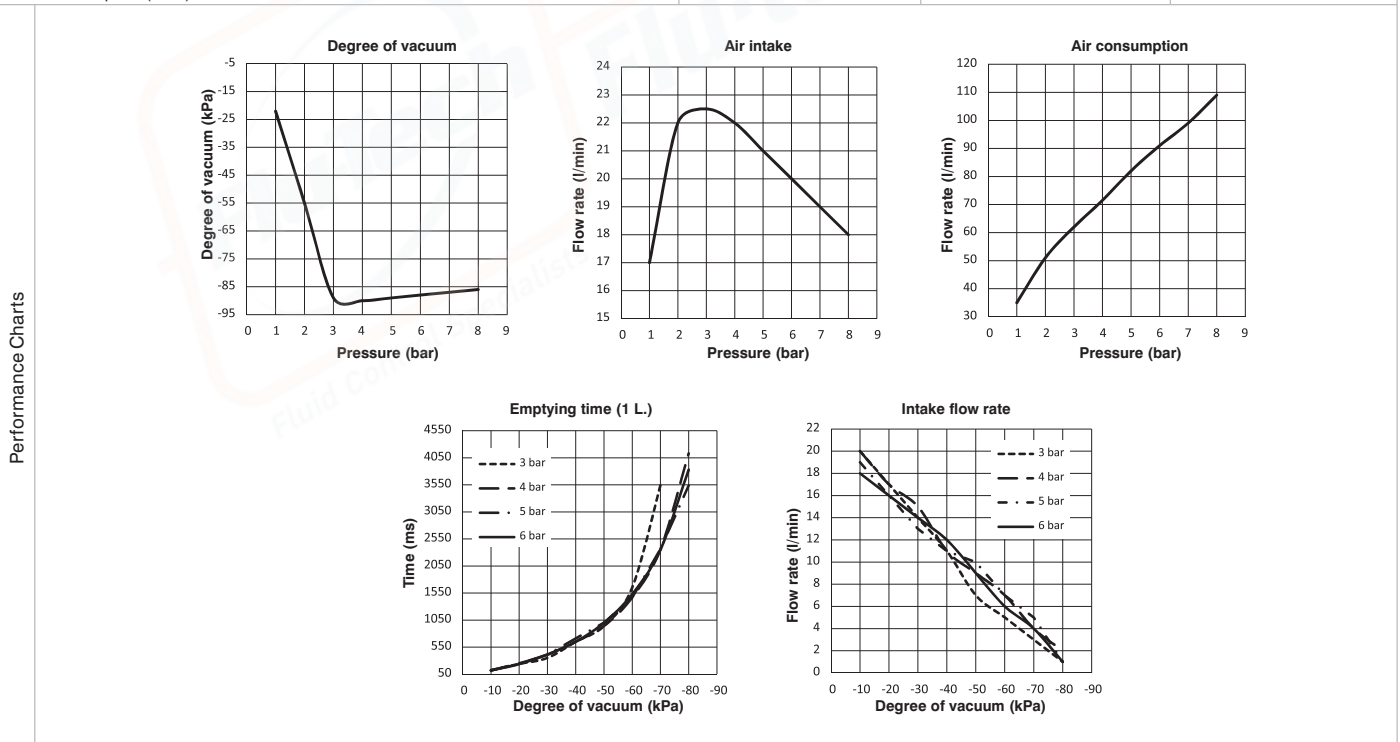 Performance Charts
Degree of vacuum
Degree of vacuum (kPa)
-5
-15
-25
-35
-45
-55
-65
-75
-85
-95
0 1 2 3 4 5 6 7 8 9
Pressure (bar)
Air intake
Flow rate (l/min)
24
23
22
21
20
19
18
17
16
15
0 1 2 3 4 5 6 7 8 9
Pressure (bar)
Air consumption
Flow rate (l/min)
120
110
100
90
80
70
60
50
40
30
0 1 2 3 4 5 6 7 8 9
Pressure (bar)
Emptying time (1 L.)
Time (ms)
4550
4050
3550
3050
2550
2050
1550
1050
550
50
3 bar
4 bar
5 bar
6 bar
0 -10 -20 -30 -40 -50 -60 -70 -80 -90
Degree of vacuum (kPa)
Intake flow rate
Flow rate (l/min)
22
20
18
16
14
12
10
8
6
4
2
0
3 bar
4 bar
5 bar
6 bar
0 -10 -20 -30 -40 -50 -60 -70 -80 -90
Degree of vacuum (kPa)